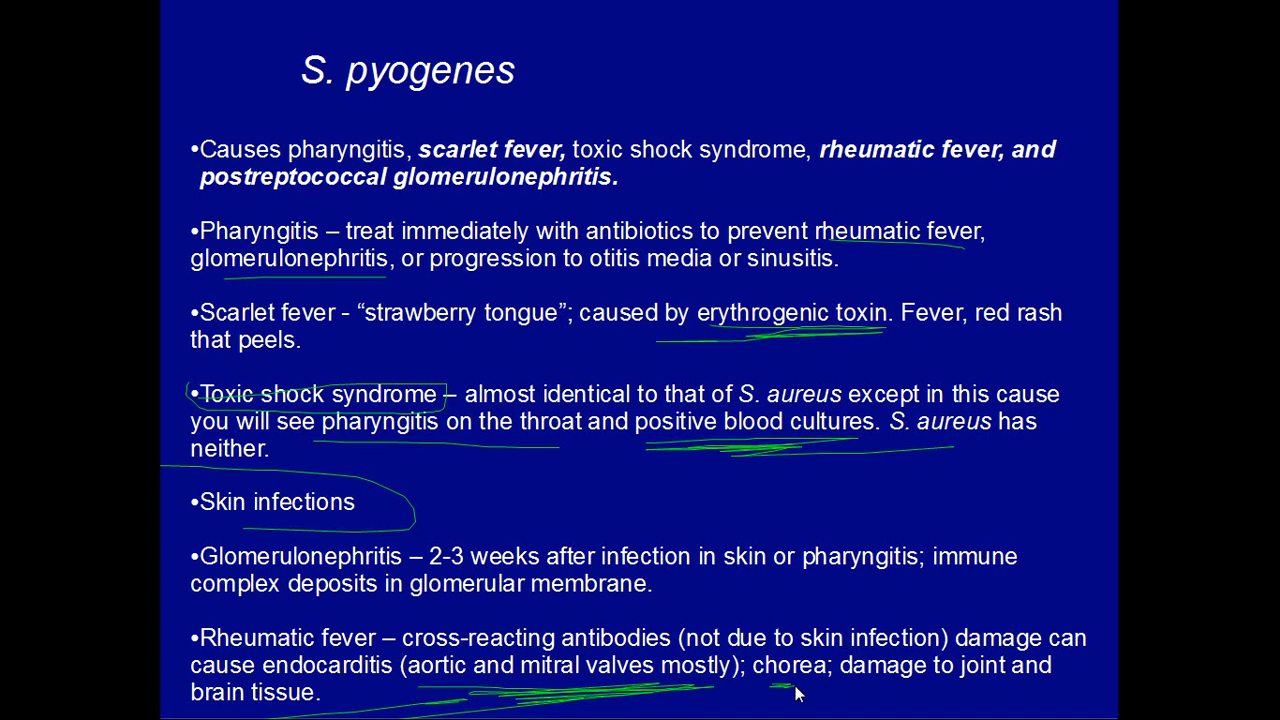 S. pyogenes
•Causes pharyngitis, scarlet fever, toxic shock syndrome, rheumatic fever, and
postreptococcal glomerulonephritis.
•Pharyngitis – treat immediately with antibiotics to prevent rheumatic fever,
glomerulonephritis, or progression to otitis media or sinusitis.
•Scarlet fever - “strawberry tongue”; caused by erythrogenic toxin. Fever, red rash
that peels.
•Toxic shock syndrome – almost identical to that of S. aureus except in this cause
you will see pharyngitis on the throat and positive blood cultures. S. aureus has
neither.
•Skin infections
•Glomerulonephritis – 2-3 weeks after infection in skin or pharyngitis; immune
complex deposits in glomerular membrane.
•Rheumatic fever – cross-reacting antibodies (not due to skin infection) damage can
cause endocarditis (aortic and mitral valves mostly); chorea; damage to joint and
brain tissue.